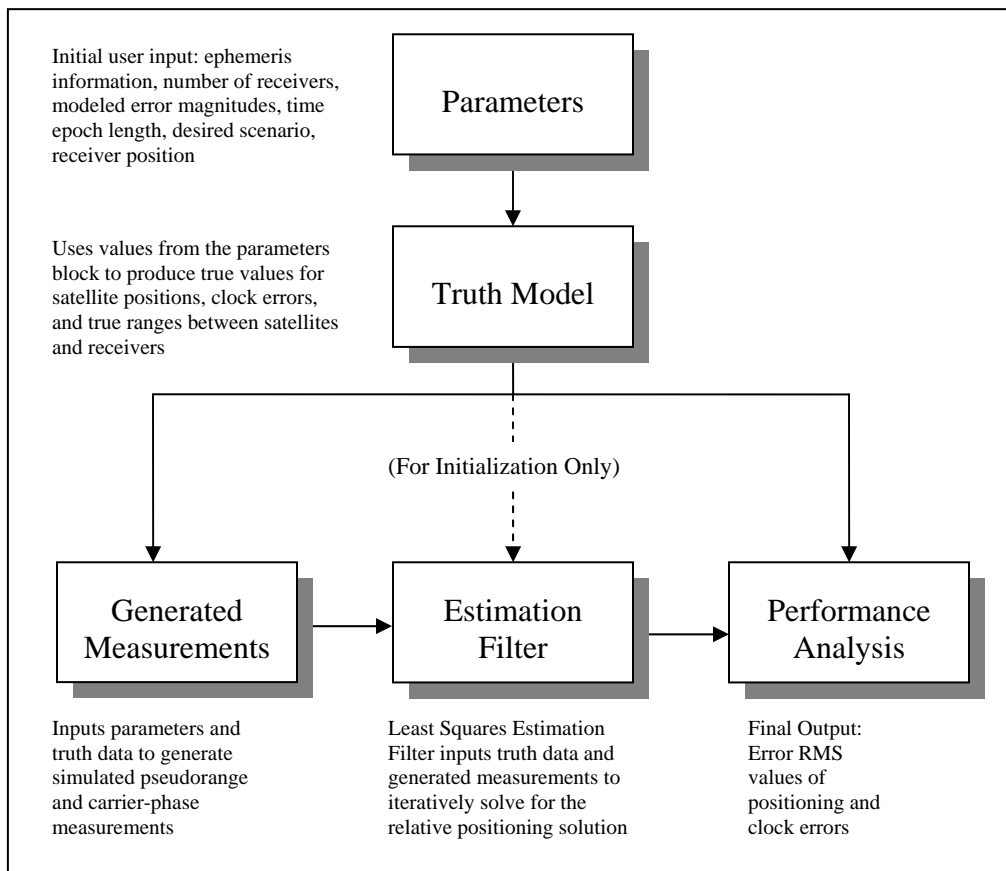 Initial user input: ephemeris
information, number of receivers,
modeled error magnitudes, time
epoch length, desired scenario,
receiver position
Parameters
Uses values from the parameters
block to produce true values for
satellite positions, clock errors,
and true ranges between satellites
and receivers
Truth Model
(For Initialization Only)
Generated
Measurements
Estimation
Filter
Performance
Analysis
Inputs parameters and
truth data to generate
simulated pseudorange
and carrier-phase
measurements
Least Squares Estimation
Filter inputs truth data and
generated measurements to
iteratively solve for the
relative positioning solution
Final Output:
Error RMS
values of
positioning and
clock errors